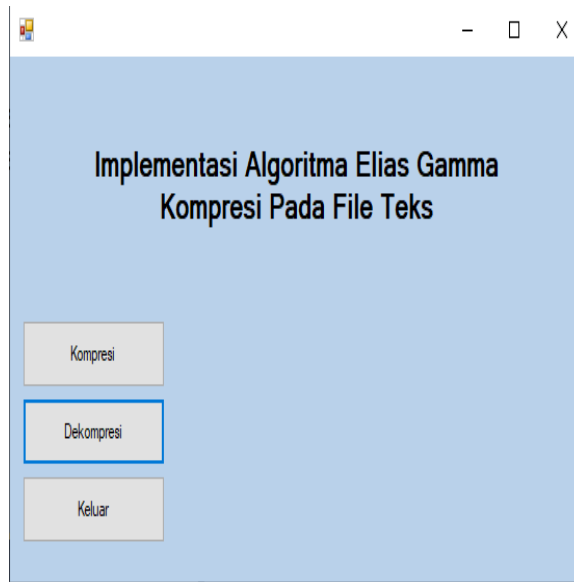 Implementasi Algoritma Elias Gamma
Kompresi Pada File Teks
Kompresi
Dekompresi
Keluar